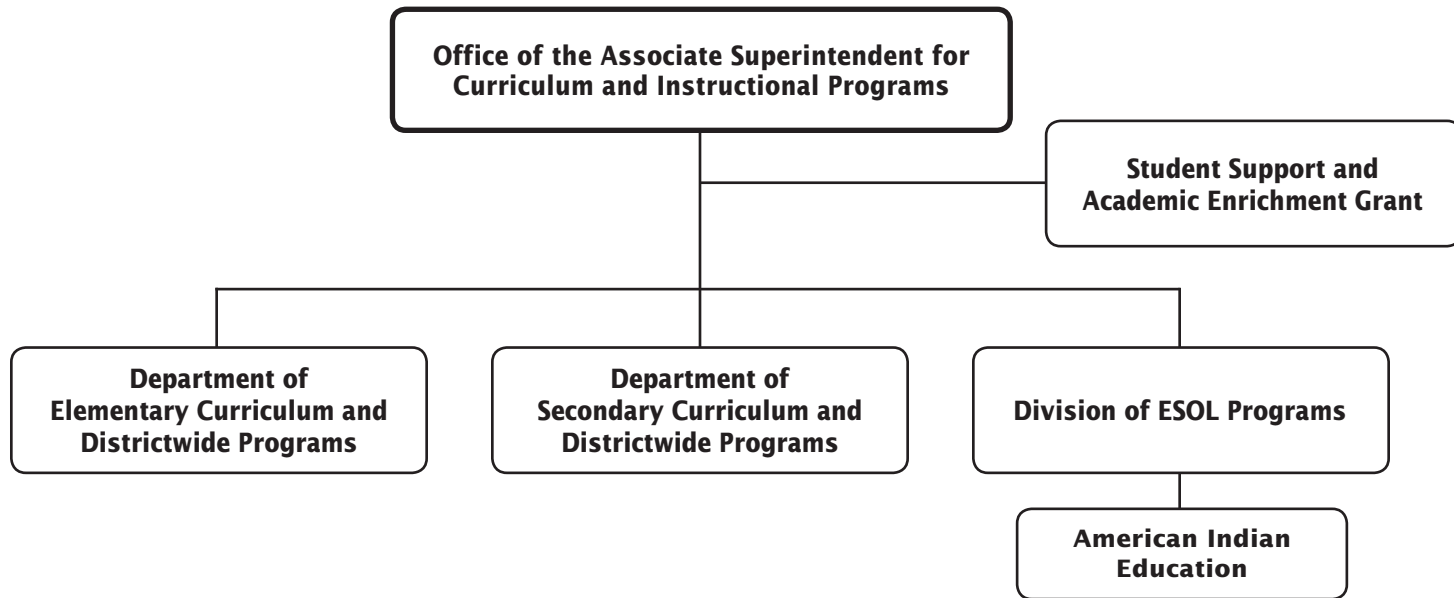 Office of the Associate Superintendent for
Curriculum and Instructional Programs
Student Support and
Academic Enrichment Grant
Department of
Elementary Curriculum and
Districtwide Programs
Department of
Secondary Curriculum and
Districtwide Programs
Division of ESOL Programs
American Indian
Education